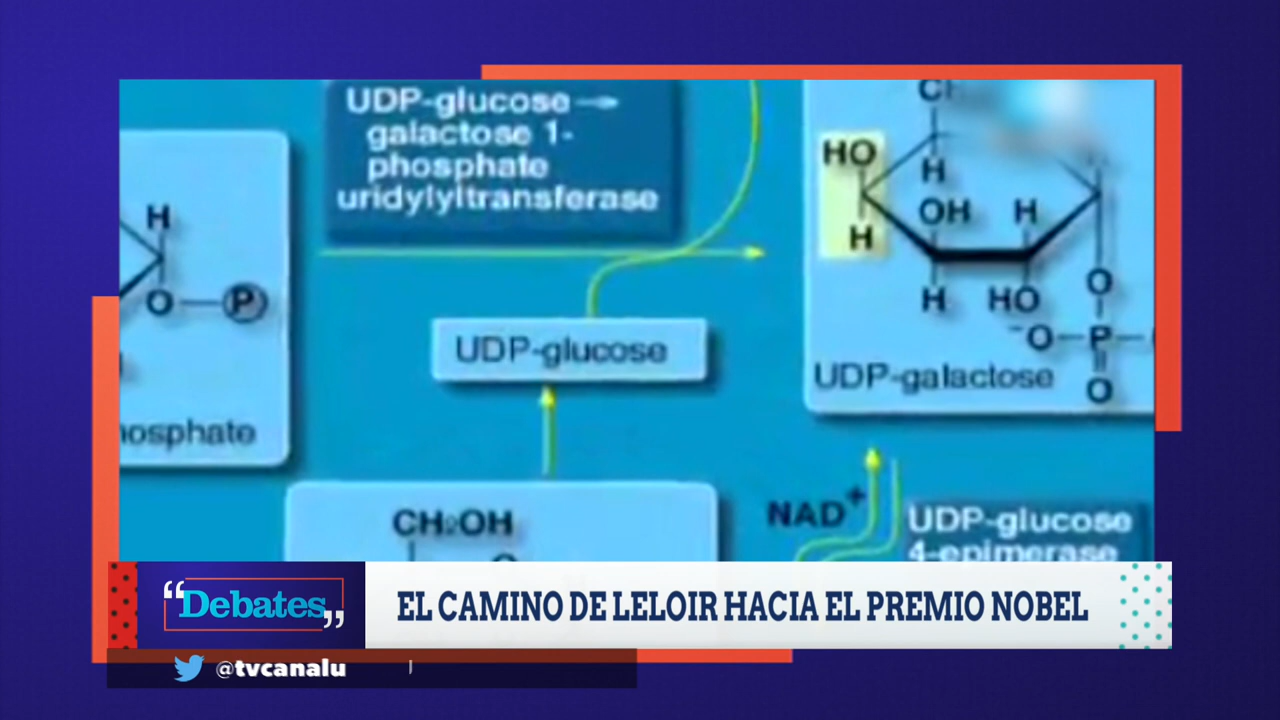 UDP-glucose→
galactose 1-
phosphate
uridylyltransferase
H
O—P
hosphate
UDP-glucose
HO
H
H
OH
H
H
HO
O
⁻O—P—
O
UDP-galactose
CH₂OH
NAD⁺
UDP-glucose
4-epimerase
“Debates”
EL CAMINO DE LELOIR HACIA EL PREMIO NOBEL
@tvcanalu